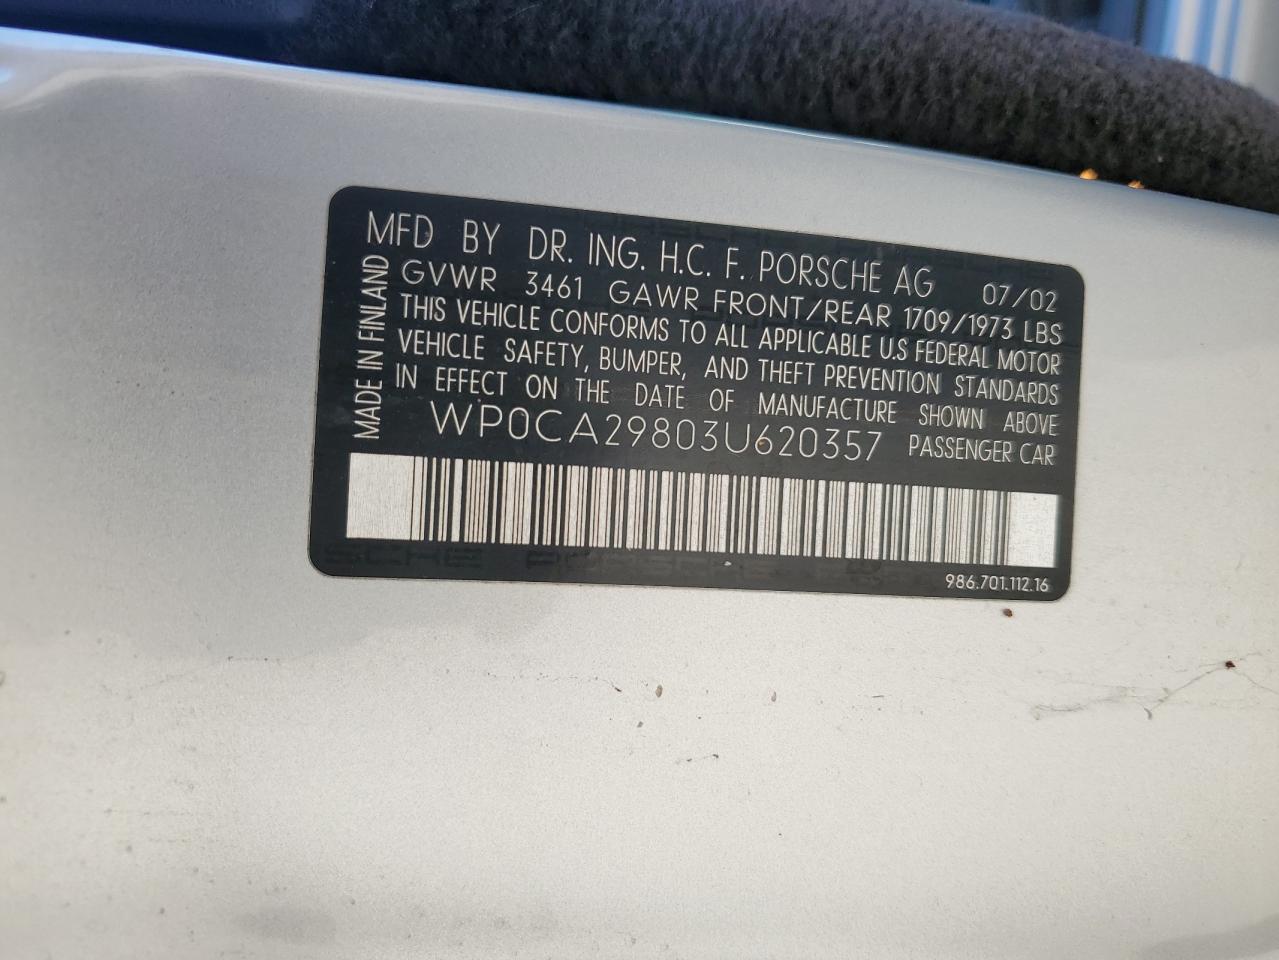 MFD BY DR. ING. H.C. F. PORSCHE AG 07/02
GVWR 3461 GAWR FRONT/REAR 1709/1973 LBS
THIS VEHICLE CONFORMS TO ALL APPLICABLE U.S FEDERAL MOTOR
VEHICLE SAFETY, BUMPER, AND THEFT PREVENTION STANDARDS
IN EFFECT ON THE DATE OF MANUFACTURE SHOWN ABOVE
WP0CA29803U620357 PASSENGER CAR
MADE IN FINLAND
986.701.112.16